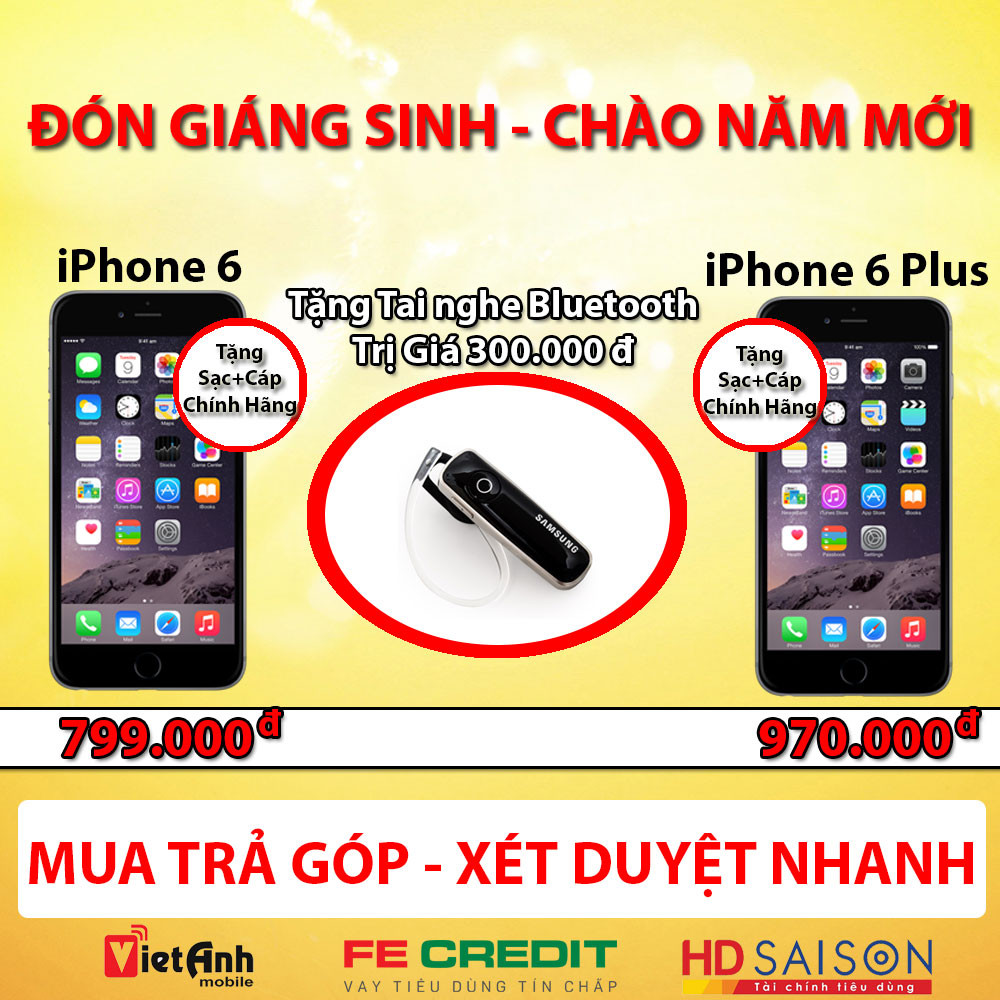 ĐÓN GIÁNG SINH - CHÀO NĂM MỚI
iPhone 6
iPhone 6 Plus
Tặng Tai nghe Bluetooth
Trị Giá 300.000 đ
Tặng
Sạc+Cáp
Chính Hãng
Tặng
Sạc+Cáp
Chính Hãng
SAMSUNG
799.000 đ
970.000 đ
MUA TRẢ GÓP - XÉT DUYỆT NHANH
VietAnh
mobile
FE CREDIT
VAY TIÊU DÙNG TÍN CHẤP
HD SAISON
Tài chính tiêu dùng